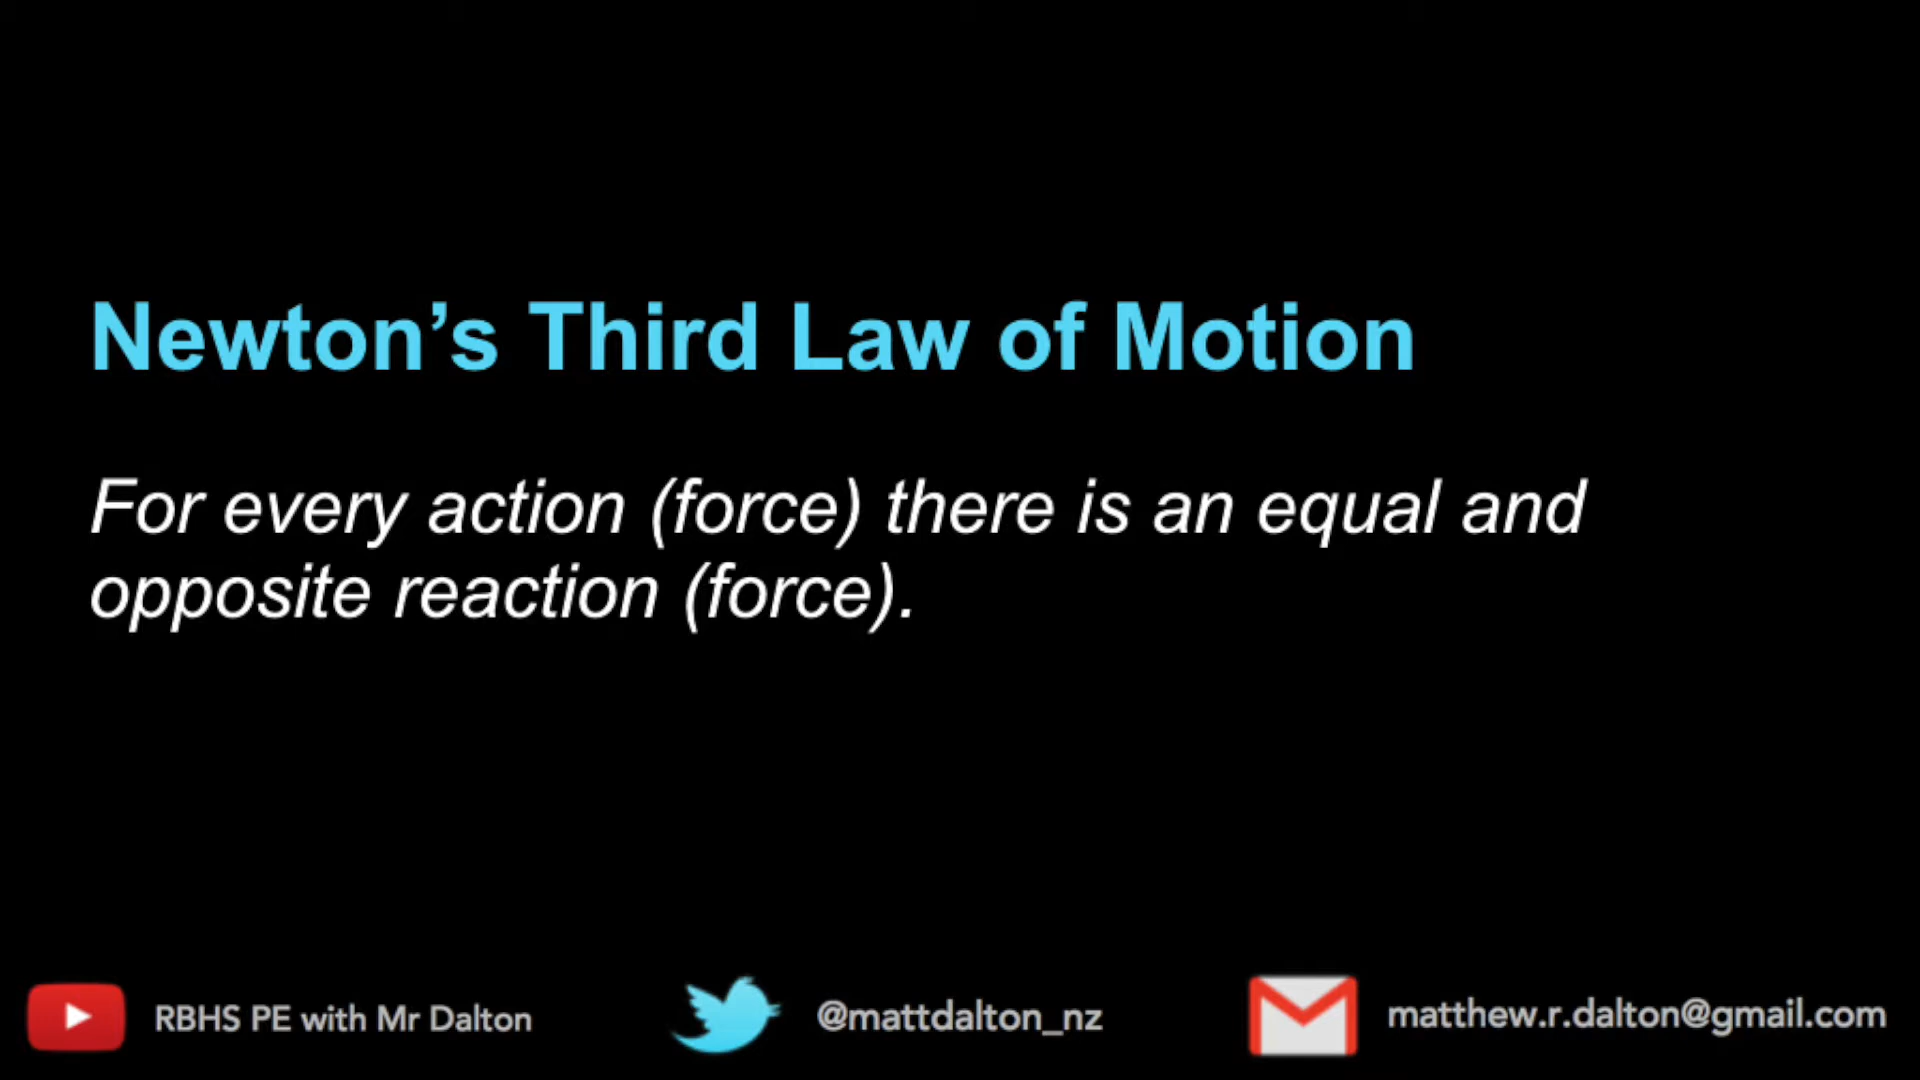 Newton’s Third Law of Motion
For every action (force) there is an equal and
opposite reaction (force).
RBHS PE with Mr Dalton
@mattdalton_nz
matthew.r.dalton@gmail.com